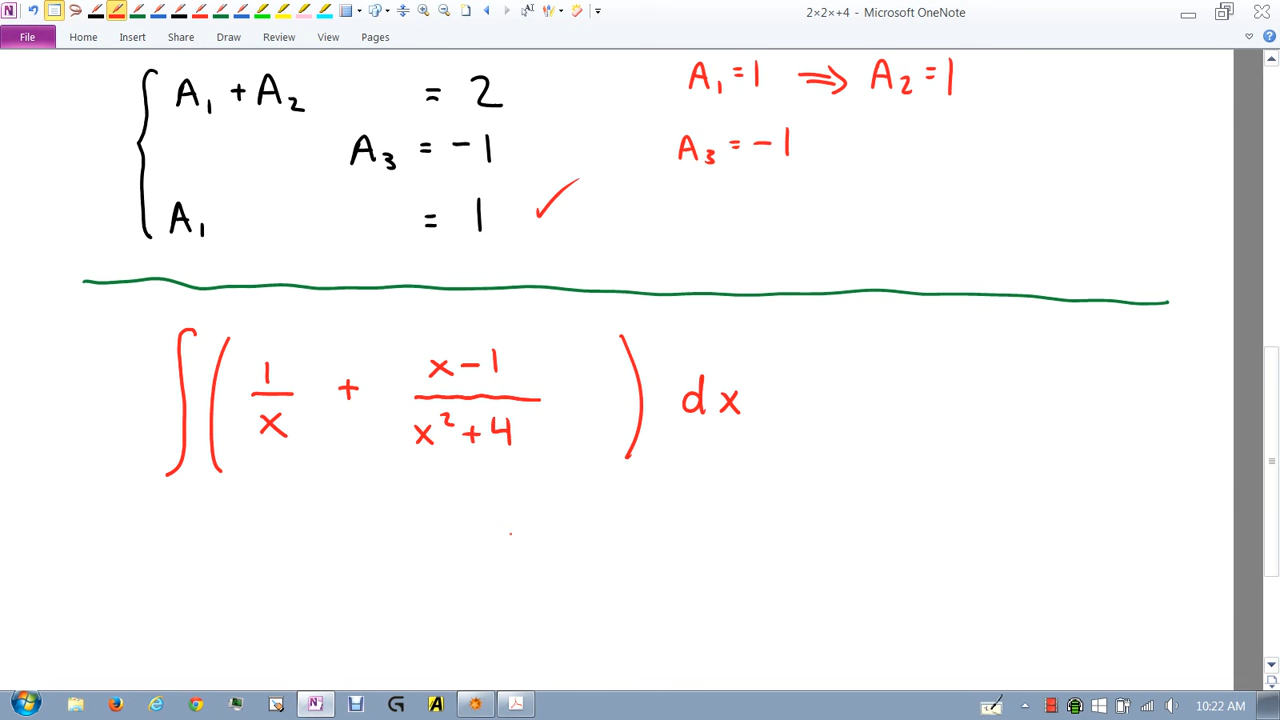 2×2×+4 - Microsoft OneNote
File Home Insert Share Draw Review View Pages
A₁ + A₂ = 2
A₃ = -1
A₁ = 1 ✓
A₁ = 1 ⇒ A₂ = 1
A₃ = -1
∫ ( 1/x + (x-1)/(x²+4) ) dx
10:22 AM